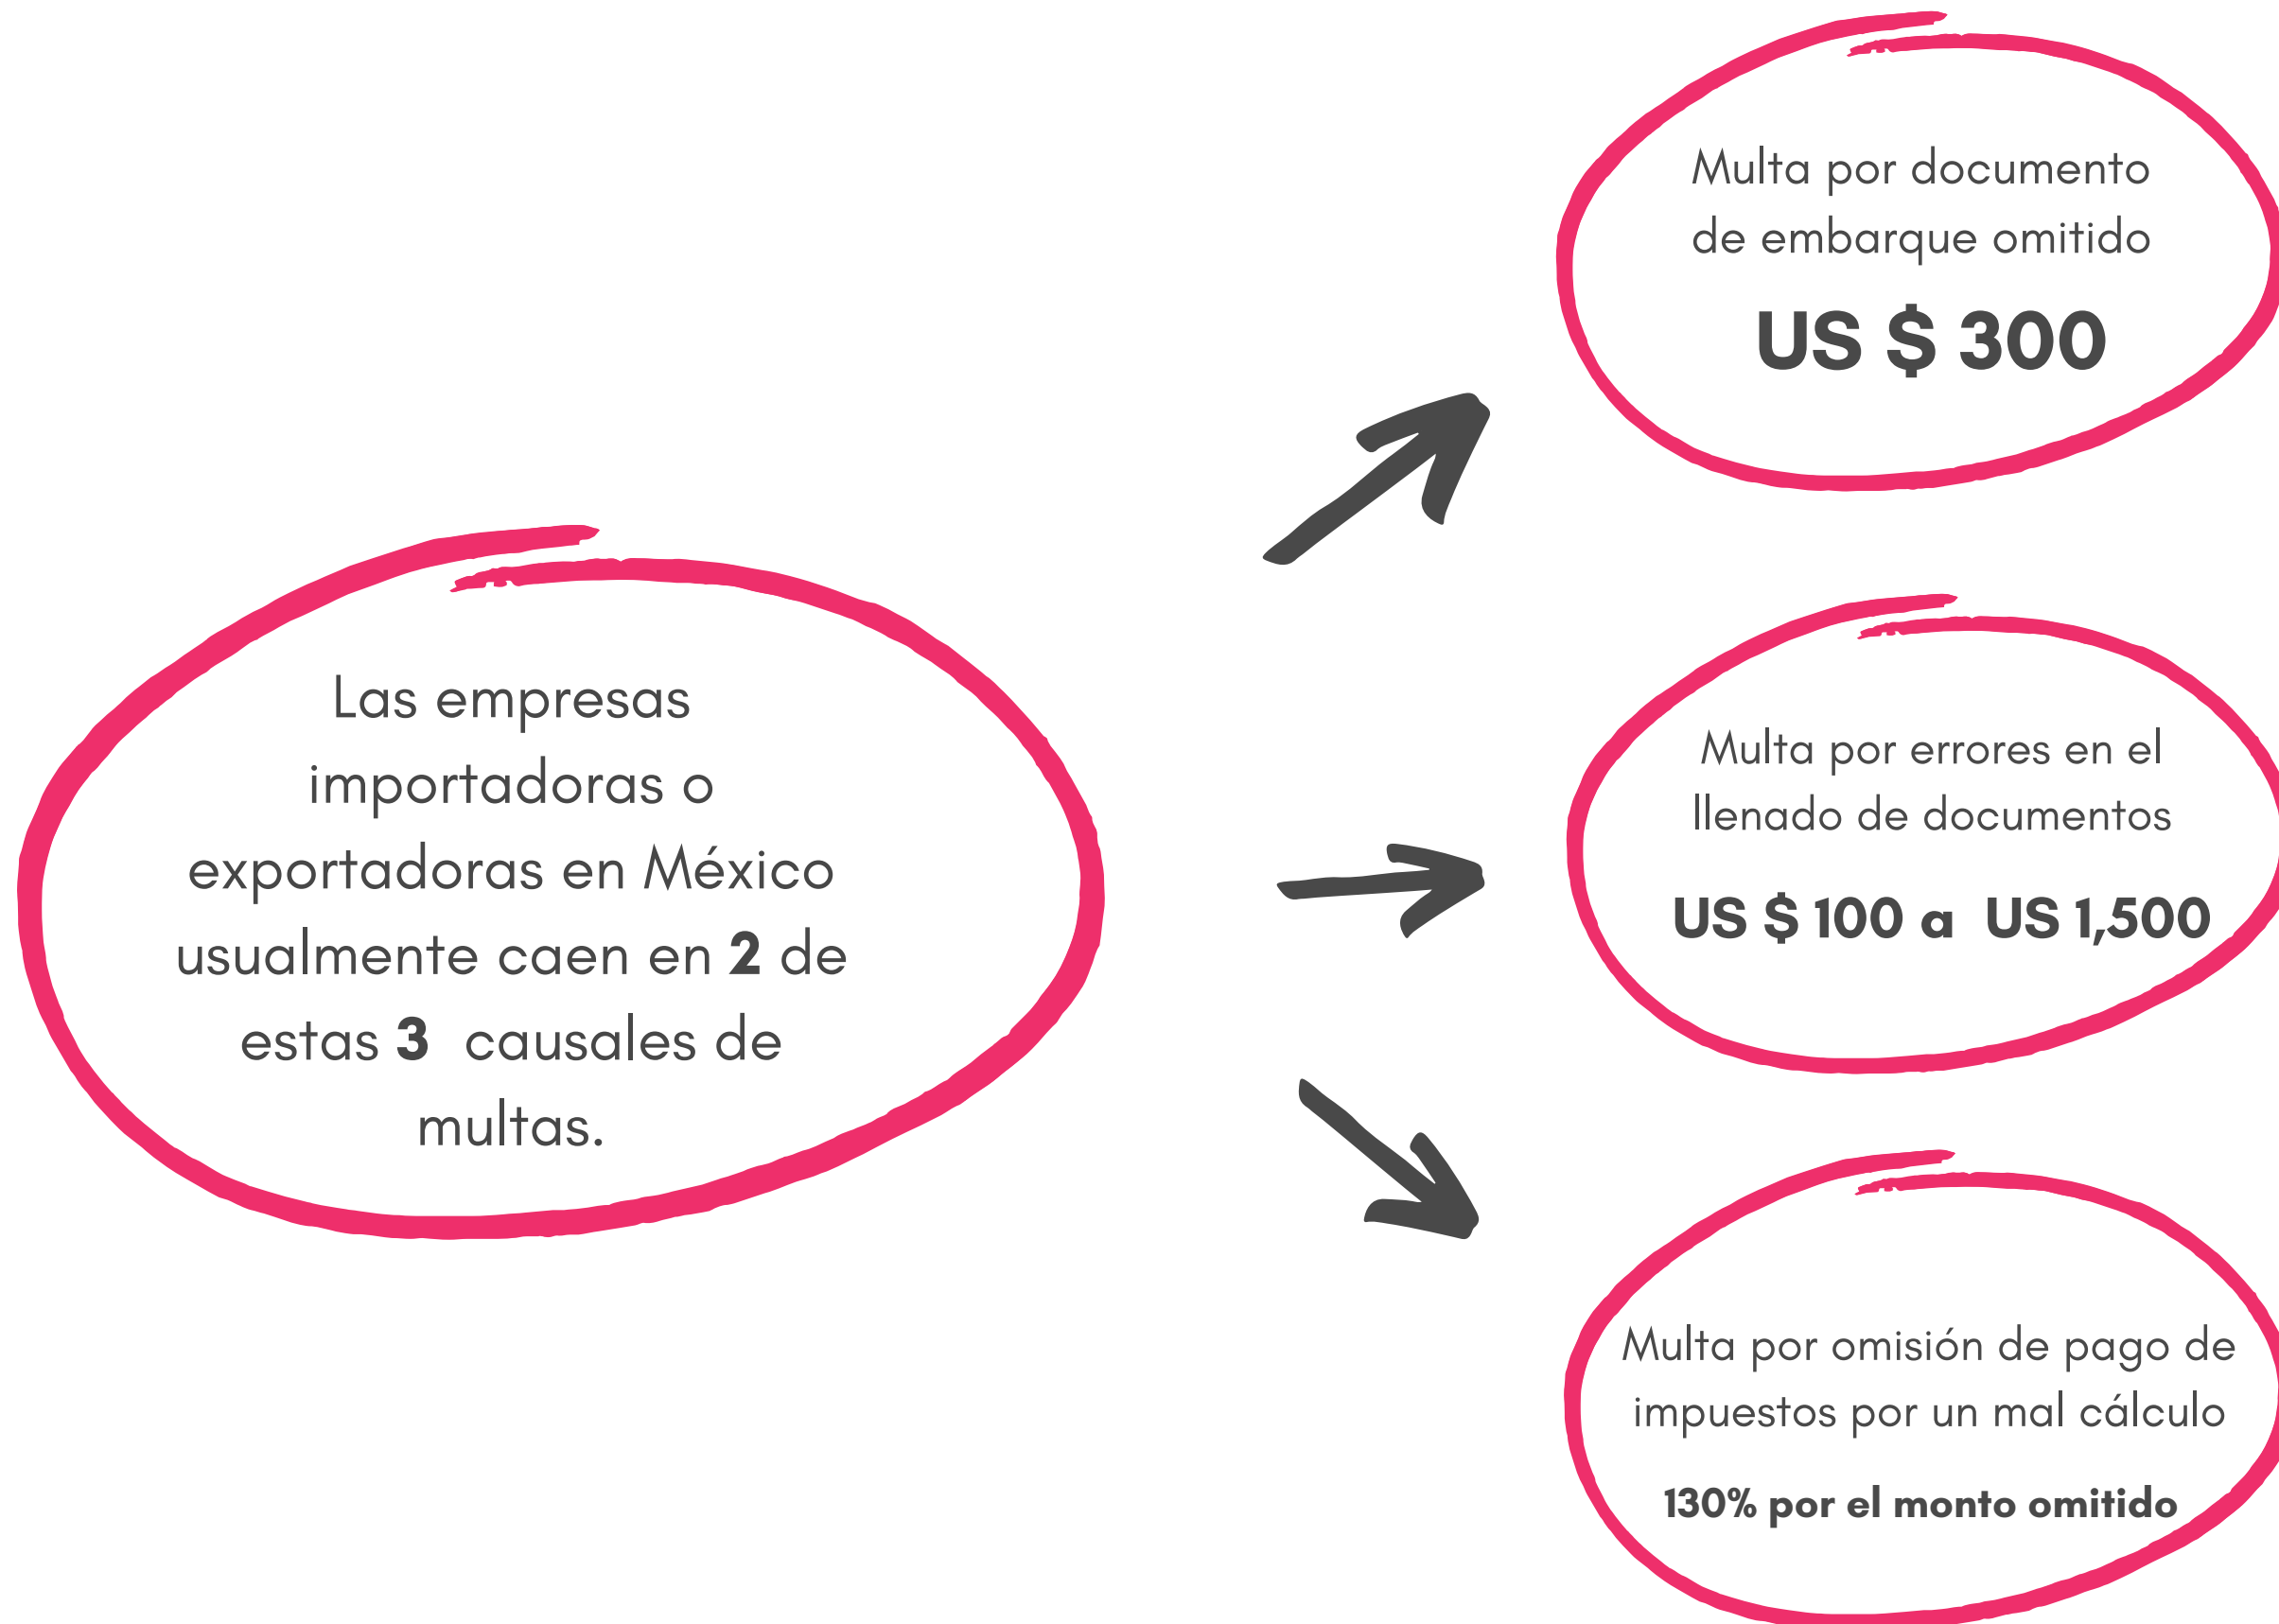 Las empresas
importadoras o
exportadoras en México
usualmente caen en 2 de
estas 3 causales de
multas.
Multa por documento
de embarque omitido
US $ 300
Multa por errores en el
llenado de documentos
US $ 100 a US 1,500
Multa por omisión de pago de
impuestos por un mal cálculo
130% por el monto omitido